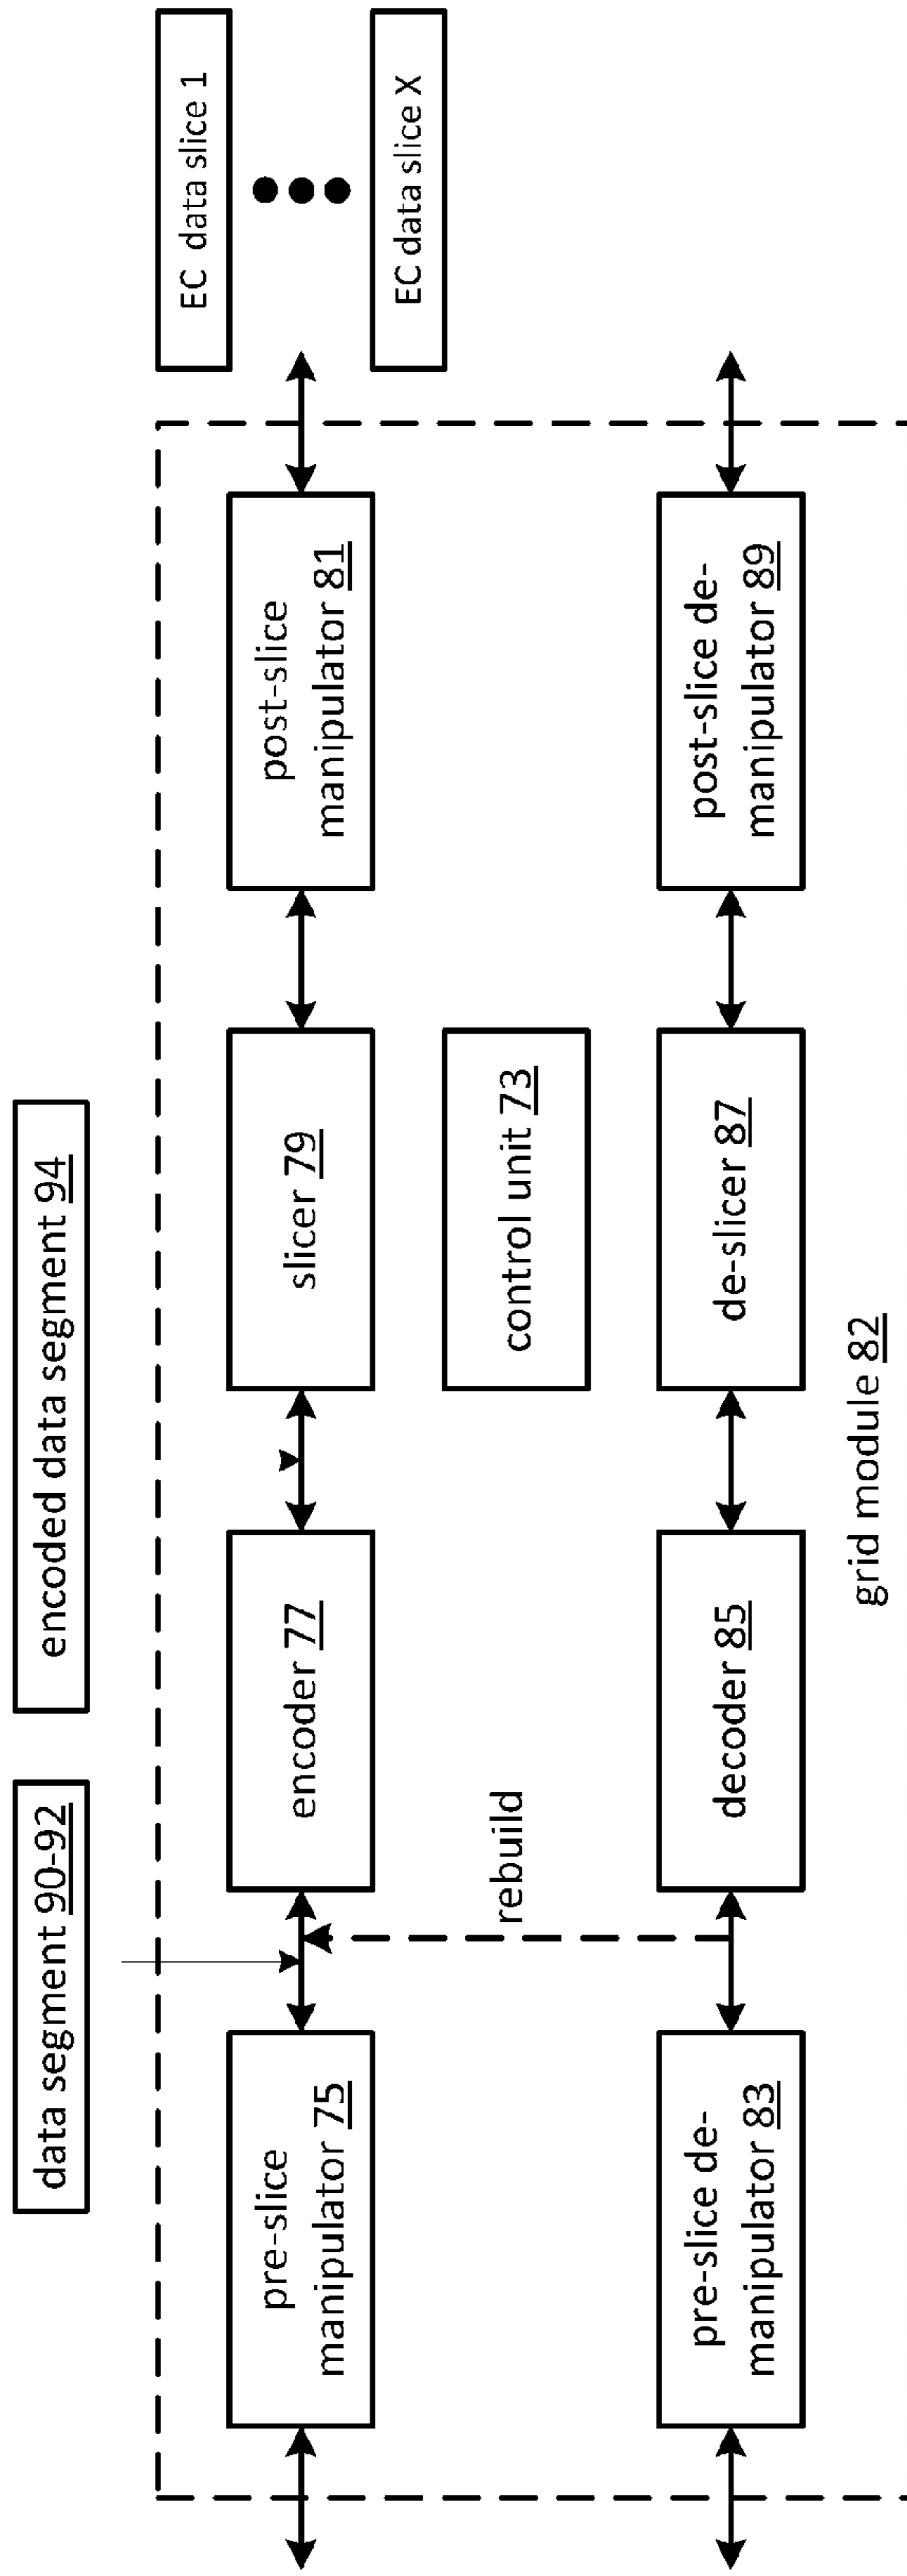 data segment 90-92
encoded data segment 94
EC data slice 1
EC data slice X
pre-slice
manipulator 75
encoder 77
slicer 79
post-slice
manipulator 81
rebuild
control unit 73
pre-slice de-
manipulator 83
decoder 85
de-slicer 87
post-slice de-
manipulator 89
grid module 82